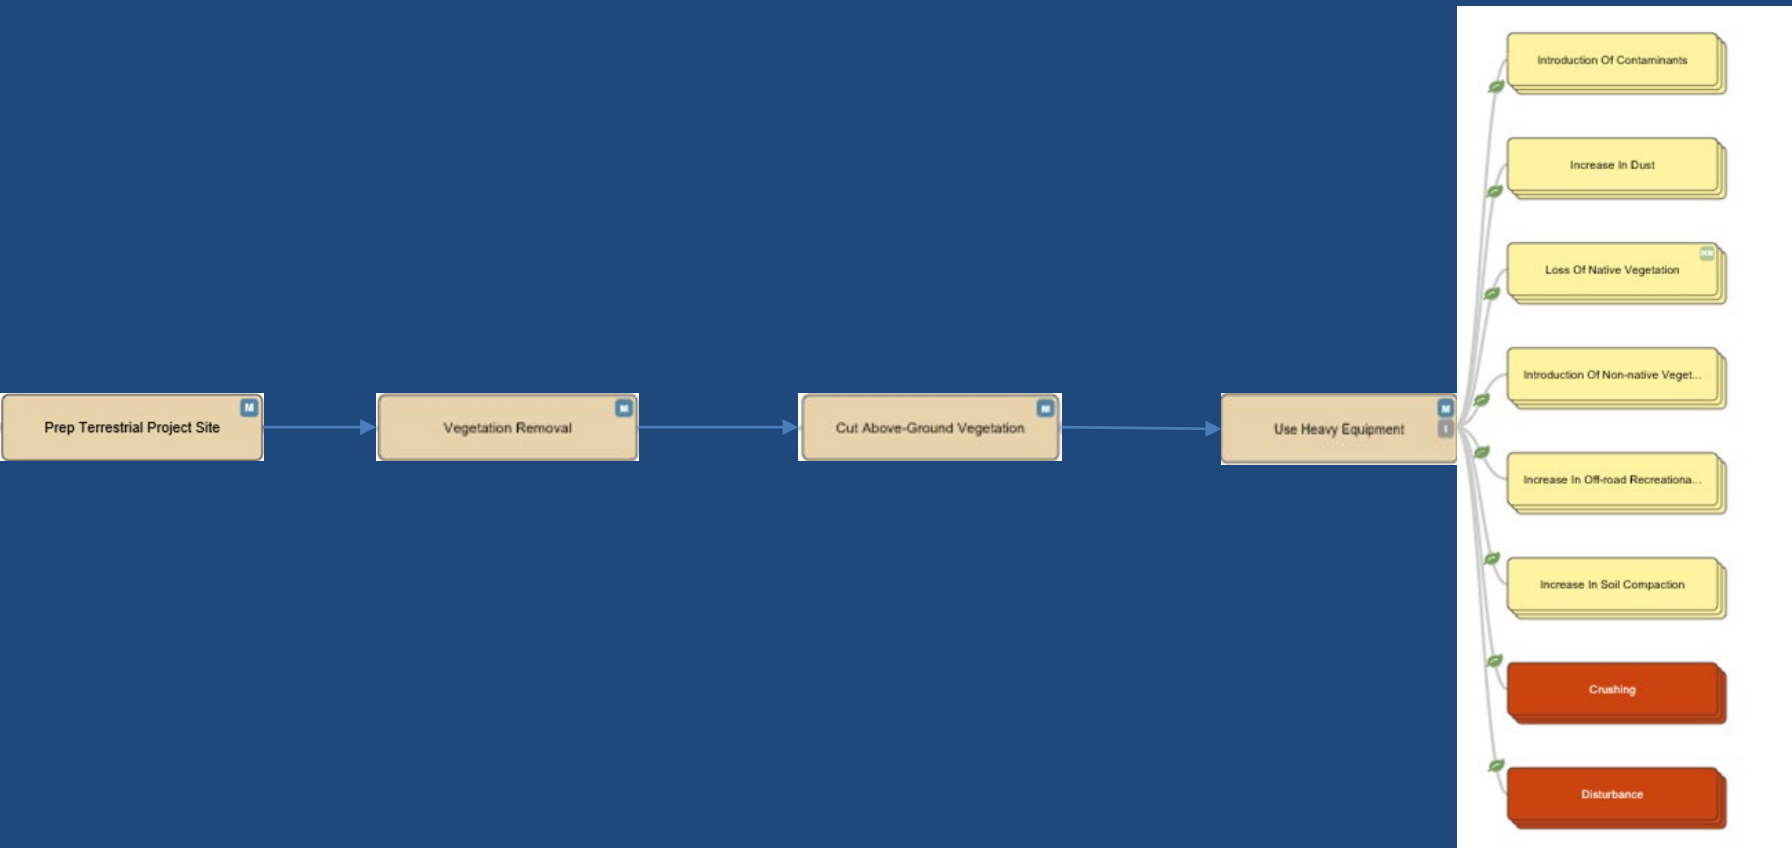 Prep Terrestrial Project Site
M
Vegetation Removal
M
Cut Above-Ground Vegetation
M
Use Heavy Equipment
M
I
Introduction Of Contaminants
Increase In Dust
Loss Of Native Vegetation
Introduction Of Non-native Veget...
Increase In Off-road Recreationa...
Increase In Soil Compaction
Crushing
Disturbance